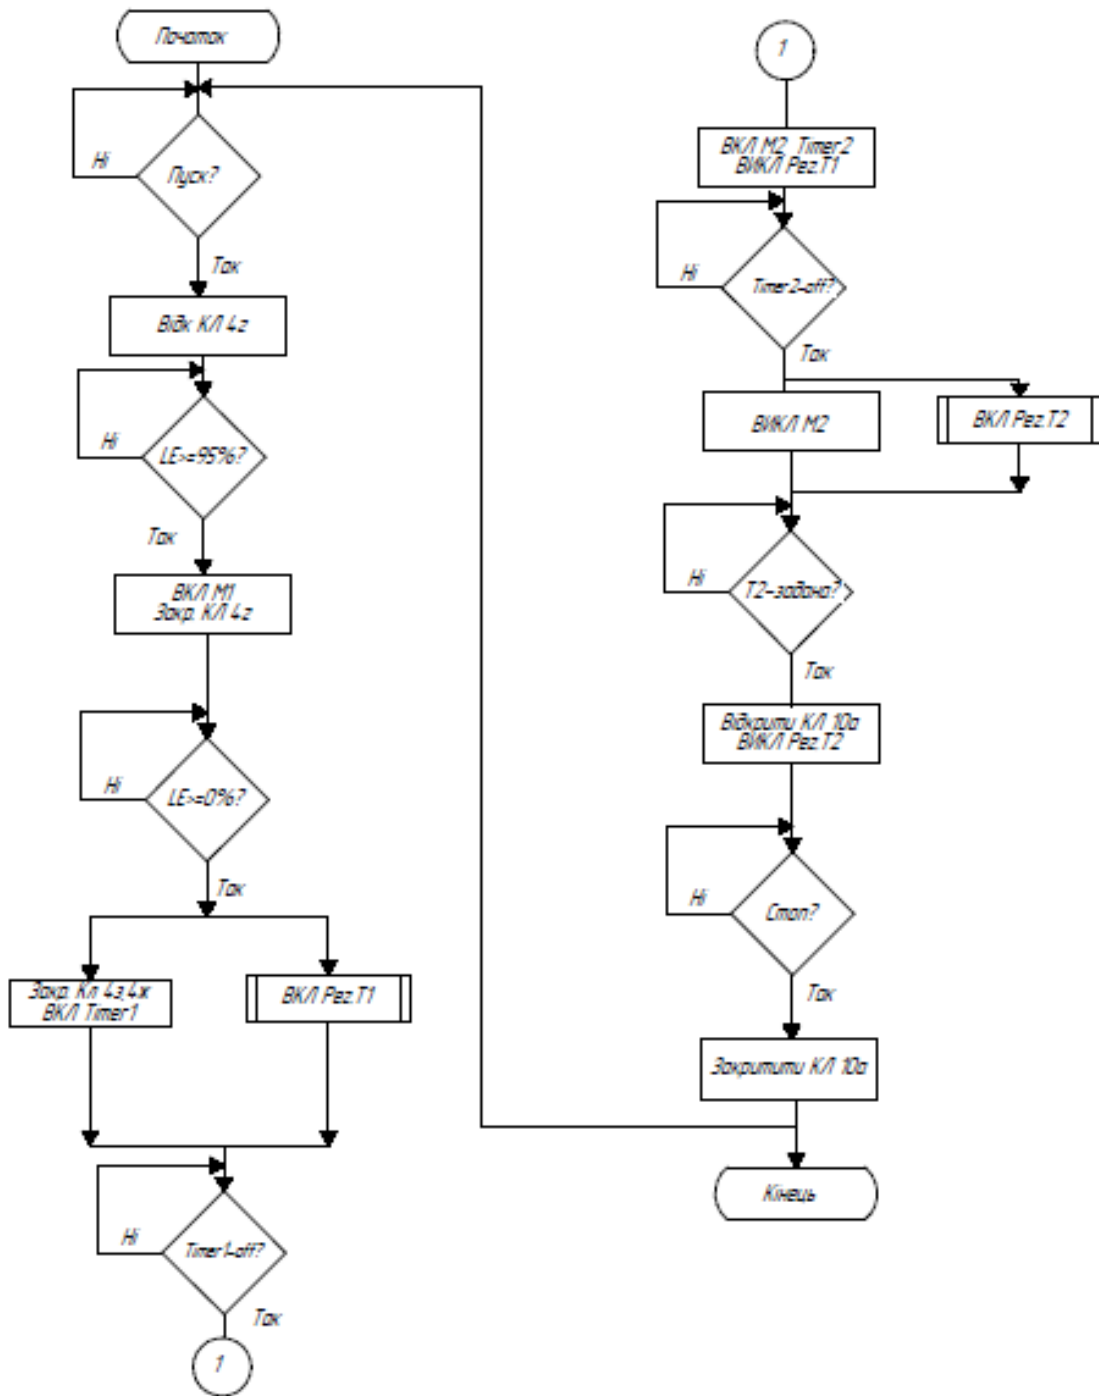 Початок
Пуск?
Ні
Так
Відк КЛ 4г
LE>=95%?
Ні
Так
ВКЛ М1
Закр. КЛ 4г
LE>=0%?
Ні
Так
Закр. Кл 4з,4ж
ВКЛ Timer1
ВКЛ Рег.Т1
Timer1-off?
Ні
Так
1
1
ВКЛ М2 Timer2
ВИКЛ Рег.Т1
Timer2-off?
Ні
Так
ВИКЛ М2
ВКЛ Рег.Т2
Т2-задана?
Ні
Так
Відкрити КЛ 10а
ВИКЛ Рег.Т2
Стоп?
Ні
Так
Закритити КЛ 10а
Кінець